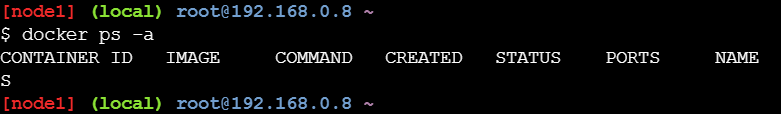 [node1] (local) root@192.168.0.8 ~
$ docker ps -a
CONTAINER ID   IMAGE     COMMAND   CREATED   STATUS    PORTS     NAME
S
[node1] (local) root@192.168.0.8 ~